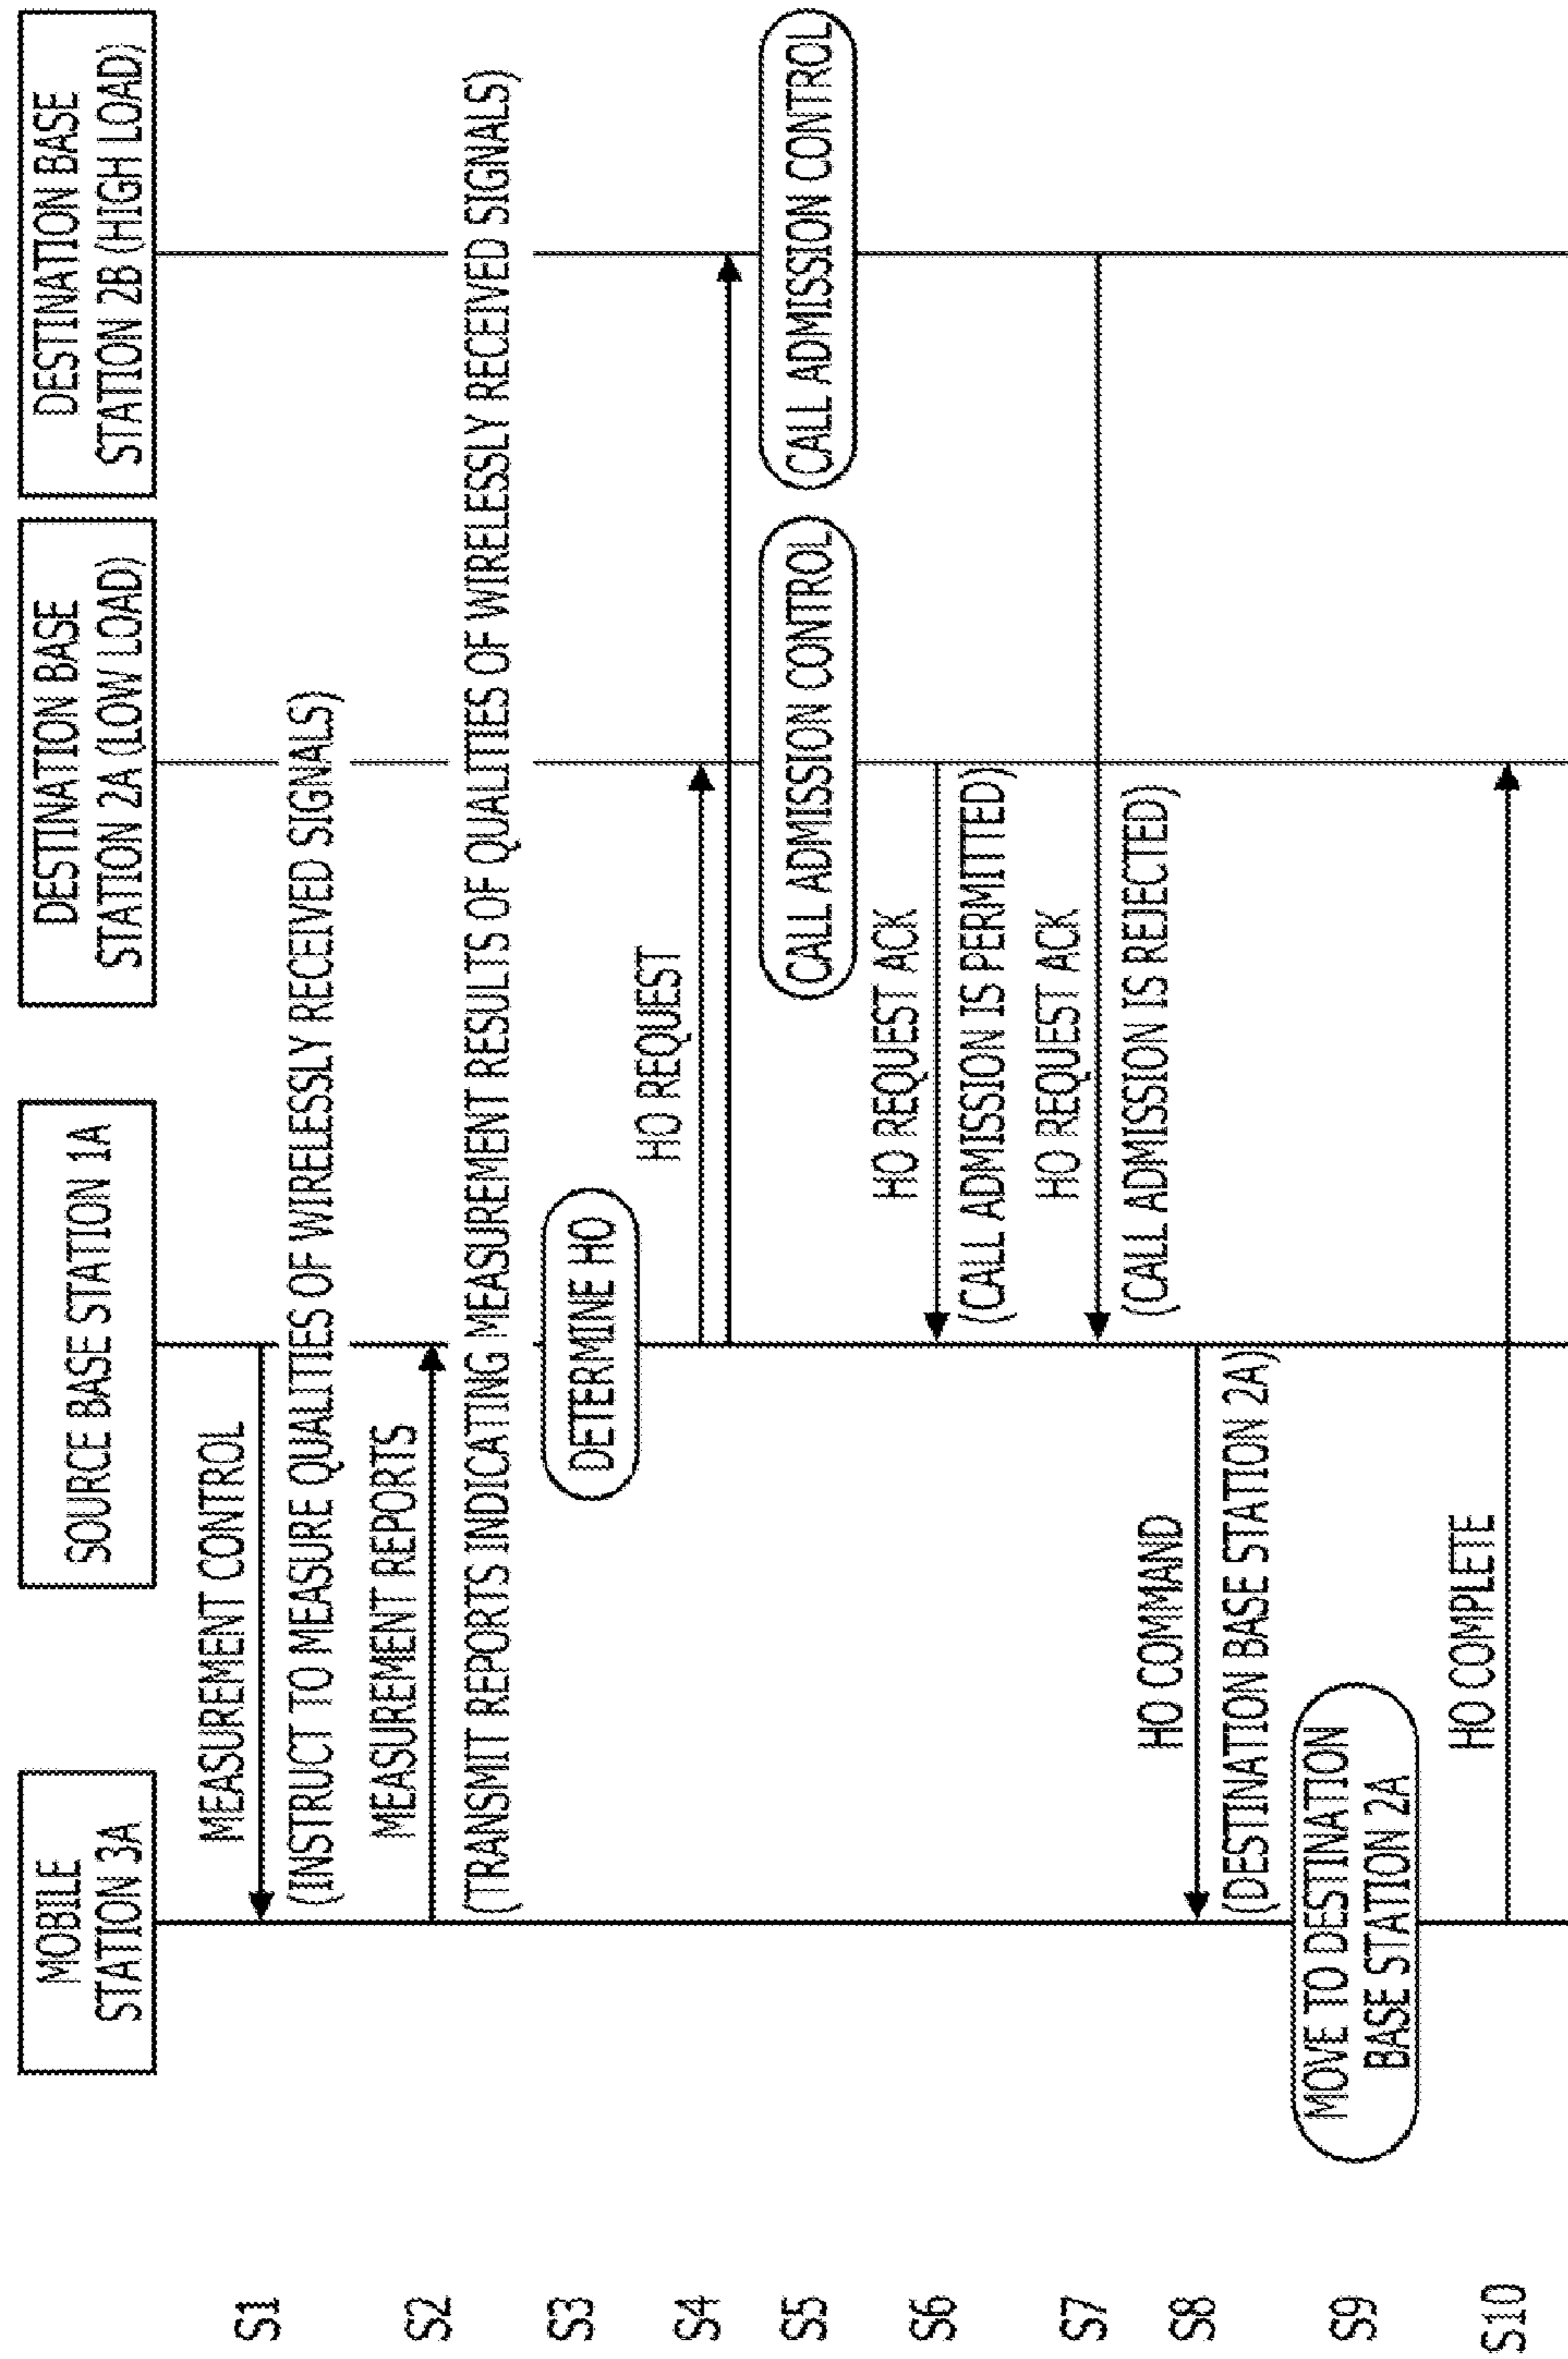 MOBILE
STATION 3A
SOURCE BASE STATION 1A
DESTINATION BASE
STATION 2A (LOW LOAD)
DESTINATION BASE
STATION 2B (HIGH LOAD)
S1
MEASUREMENT CONTROL
(INSTRUCT TO MEASURE QUALITIES OF WIRELESSLY RECEIVED SIGNALS)
S2
MEASUREMENT REPORTS
(TRANSMIT REPORTS INDICATING MEASUREMENT RESULTS OF QUALITIES OF WIRELESSLY RECEIVED SIGNALS)
S3
DETERMINE HO
S4
HO REQUEST
S5
CALL ADMISSION CONTROL
CALL ADMISSION CONTROL
S6
HO REQUEST ACK
(CALL ADMISSION IS PERMITTED)
S7
HO REQUEST ACK
(CALL ADMISSION IS REJECTED)
S8
HO COMMAND
(DESTINATION BASE STATION 2A)
S9
MOVE TO DESTINATION
BASE STATION 2A
S10
HO COMPLETE